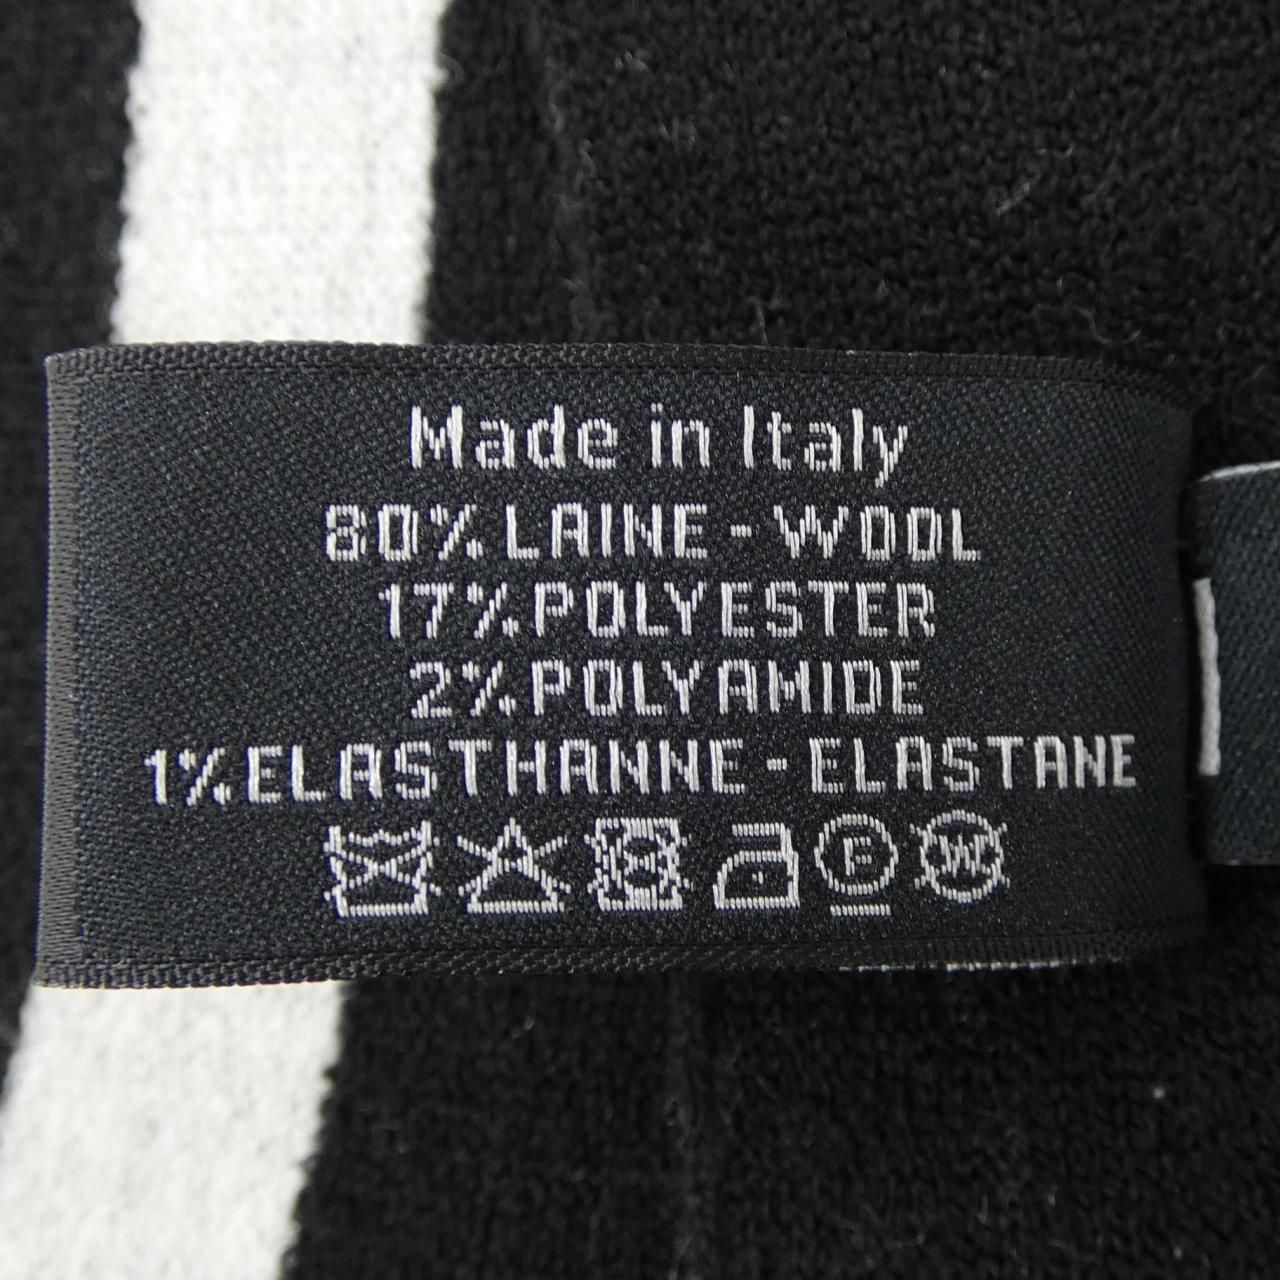 Made in Italy
80% LAINE - WOOL
17% POLYESTER
2% POLYAMIDE
1% ELASTHANNE - ELASTANE
F W